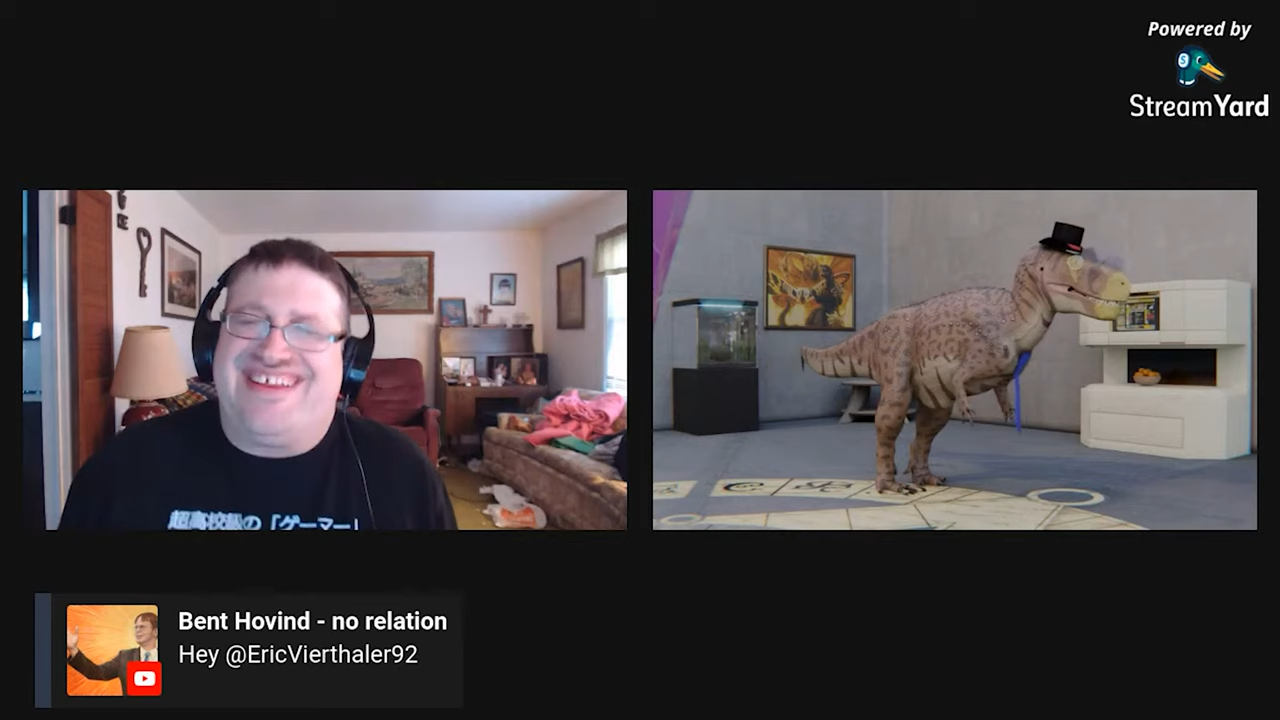 Powered by
StreamYard
超高校級の「ゲーマー」
Bent Hovind - no relation
Hey @EricVierthaler92